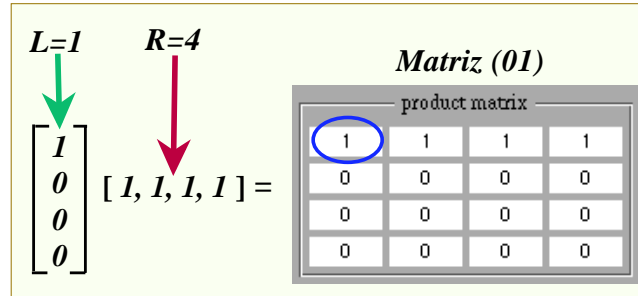 L=1 R=4
Matriz (01)
product matrix
1 1 1 1 1
0 [ 1, 1, 1, 1 ] = 0 0 0 0
0 0 0 0 0
0 0 0 0 0